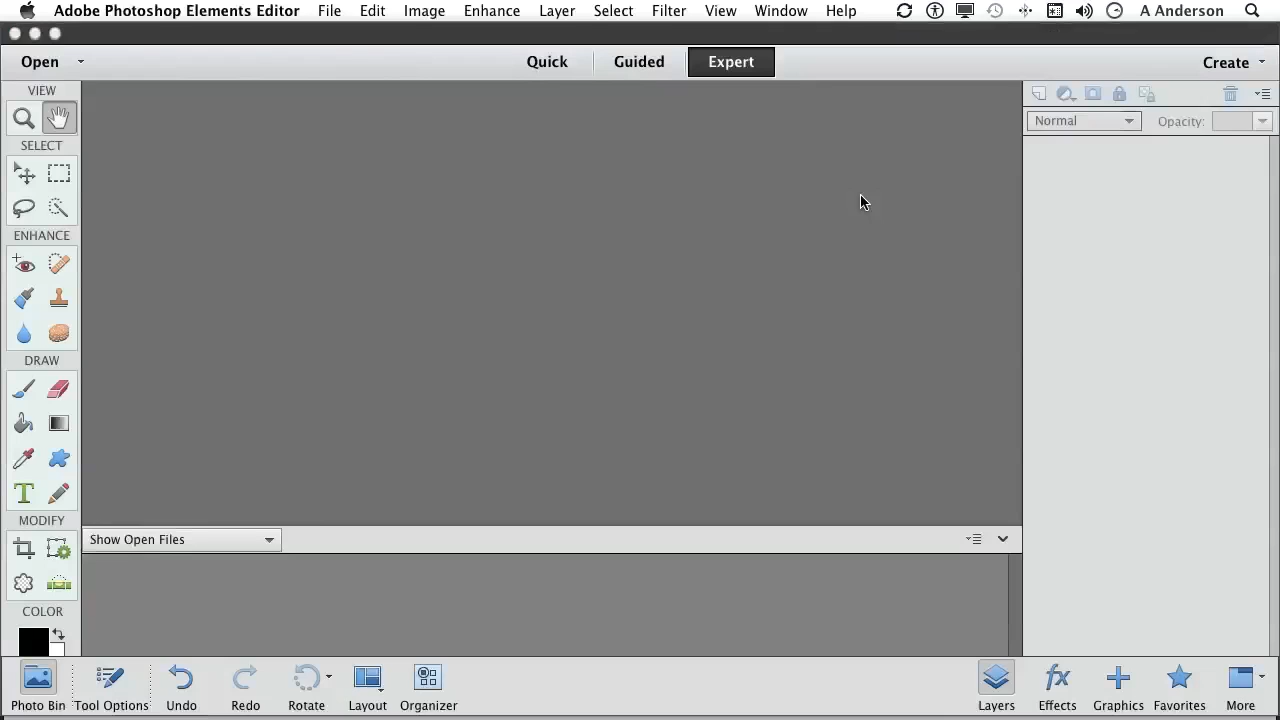 Adobe Photoshop Elements Editor File Edit Image Enhance Layer Select Filter View Window Help A Anderson
Open Quick Guided Expert Create
VIEW
SELECT
ENHANCE
DRAW
T
MODIFY
COLOR
Normal Opacity:
Show Open Files
fx
Photo Bin Tool Options Undo Redo Rotate Layout Organizer Layers Effects Graphics Favorites More